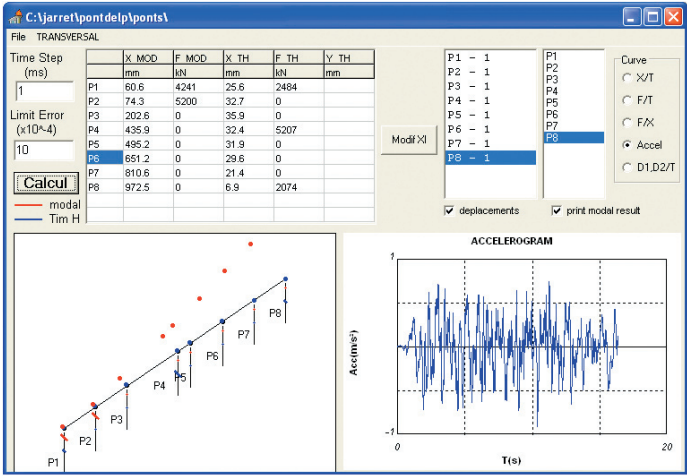 C:\jarret\pontdelp\ponts\
File TRANSVERSAL
Time Step
(ms)
1
Limit Error
(x10^-4)
10
Calcul
modal
Tim H
X_MOD F_MOD X_TH F_TH Y_TH
mm kN mm kN mm
P1 60.6 4241 25.6 2484
P2 74.3 5200 32.7 0
P3 202.6 0 35.9 0
P4 435.9 0 32.4 5207
P5 495.2 0 31.9 0
P6 651.2 0 29.6 0
P7 810.6 0 21.4 0
P8 972.5 0 6.9 2074
Modif XI
P1 - 1
P2 - 1
P3 - 1
P4 - 1
P5 - 1
P6 - 1
P7 - 1
P8 - 1
P1
P2
P3
P4
P5
P6
P7
P8
Curve
X/T
F/T
F/X
Accel
D1,D2/T
deplacements
print modal result
P1
P2
P3
P4
P5
P6
P7
P8
ACCELEROGRAM
1
Acc(m/s²)
-1
0
20
T(s)